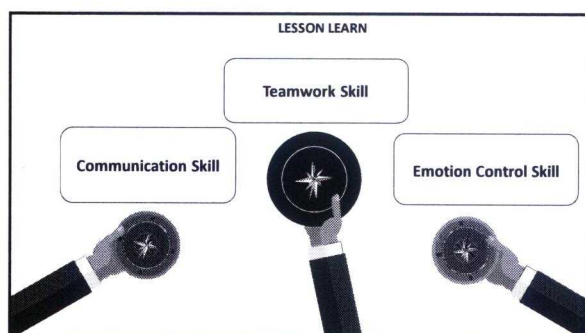 LESSON LEARN
Teamwork Skill
Communication Skill
Emotion Control Skill